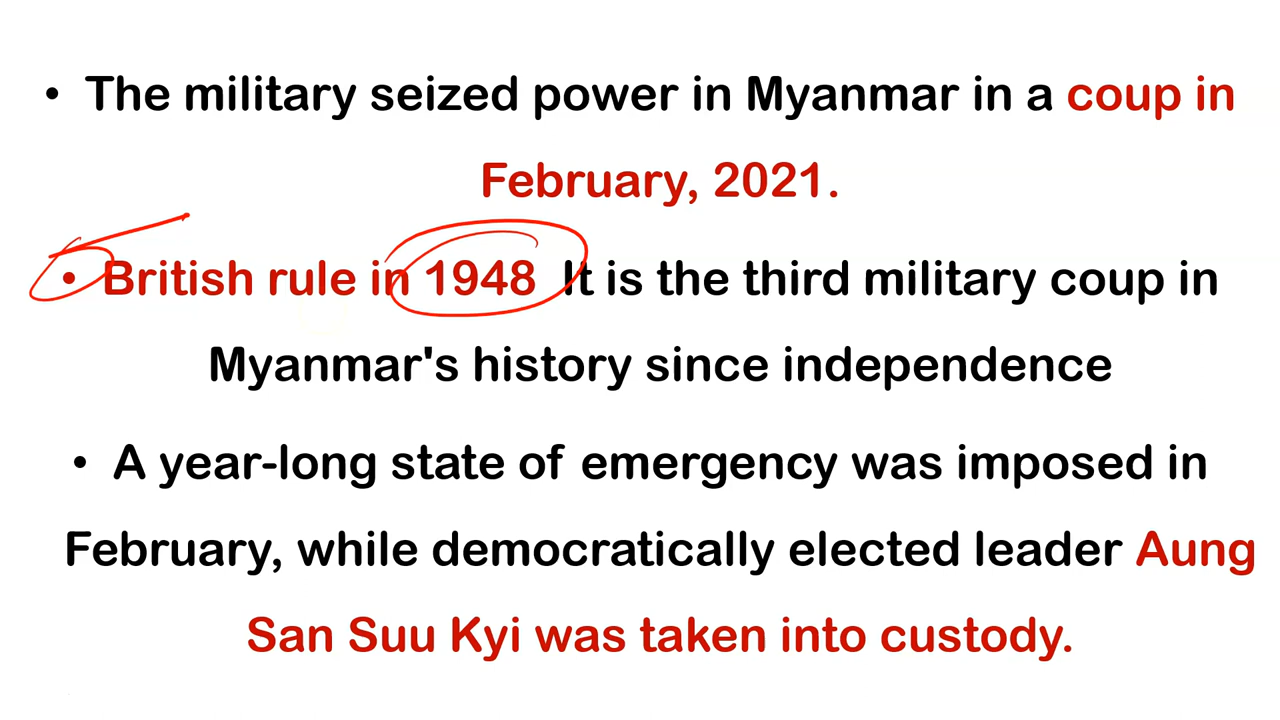 • The military seized power in Myanmar in a coup in
February, 2021.
• British rule in 1948 It is the third military coup in
Myanmar's history since independence
• A year-long state of emergency was imposed in
February, while democratically elected leader Aung
San Suu Kyi was taken into custody.